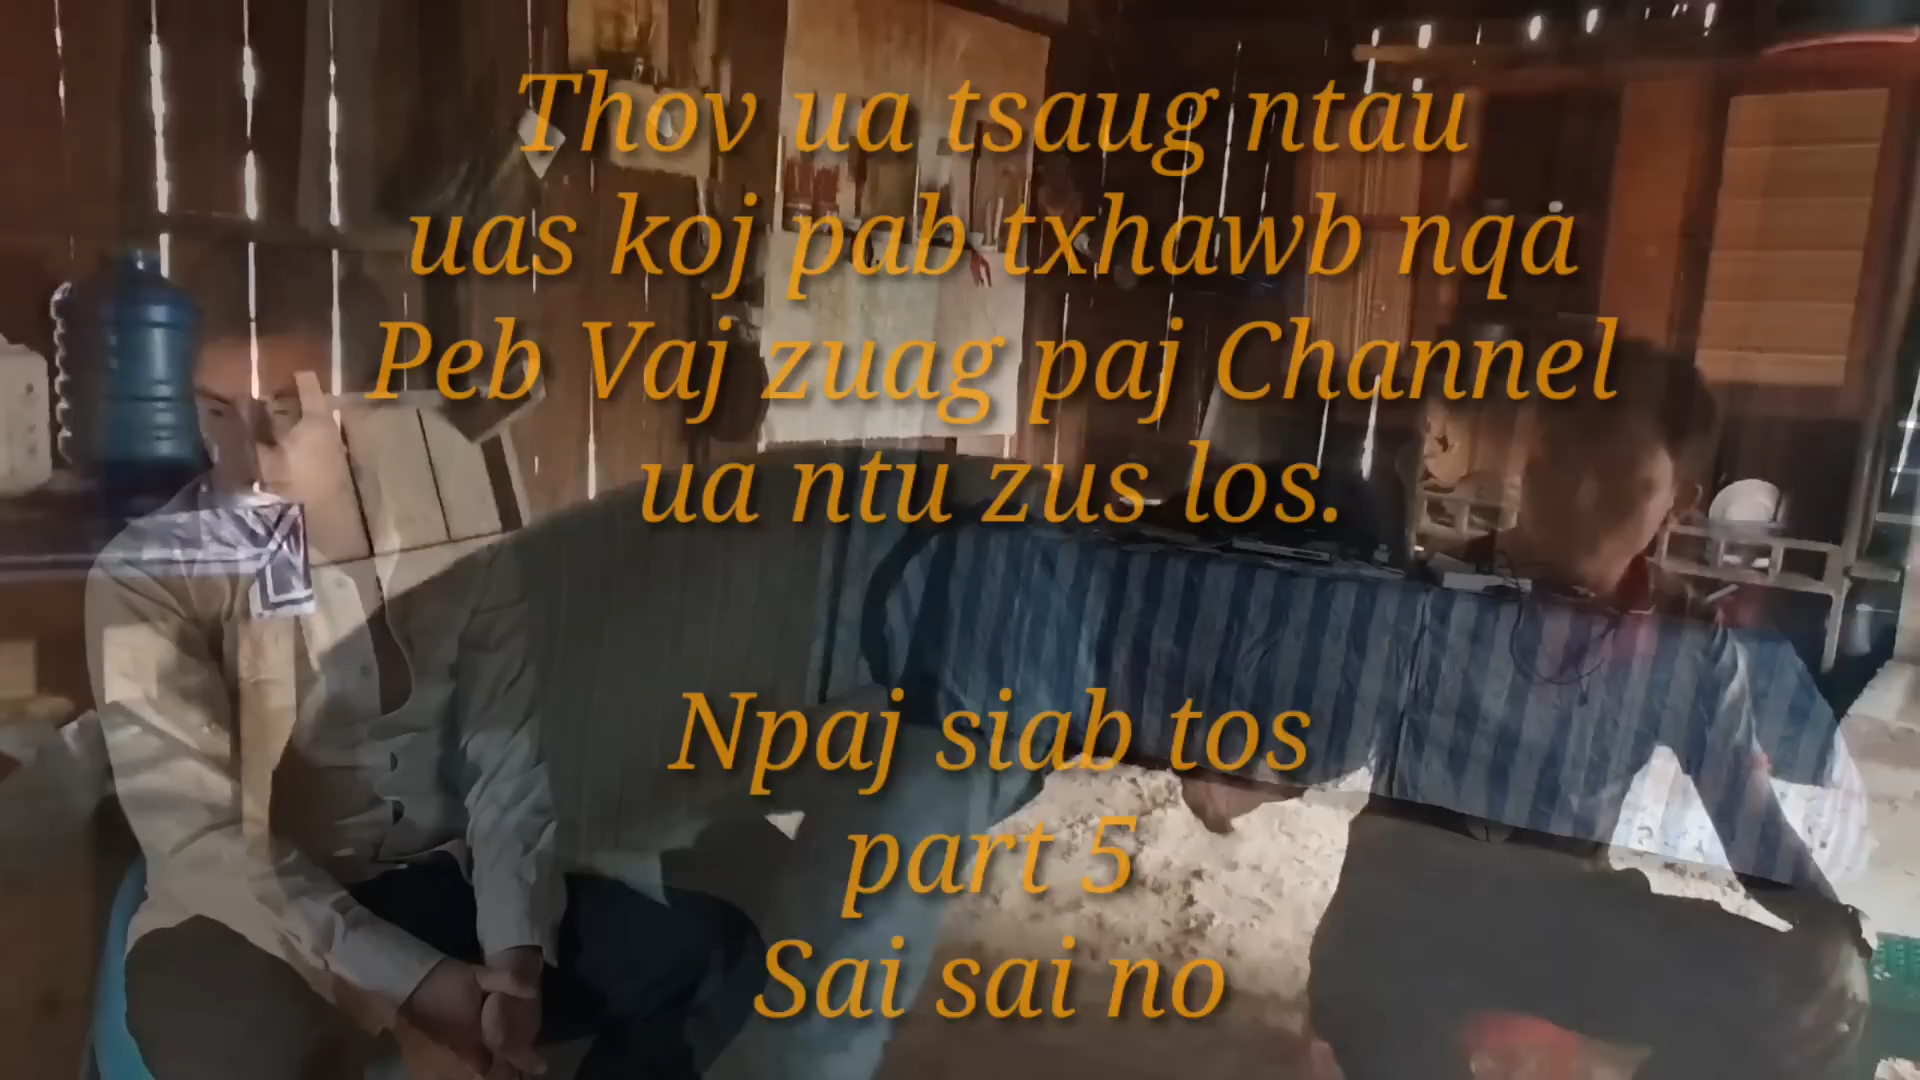 Thov ua tsaug ntau
uas koj pab txhawb nqa
Peb Vaj zuag paj Channel
ua ntu zus los.
Npaj siab tos
part 5
Sai sai no